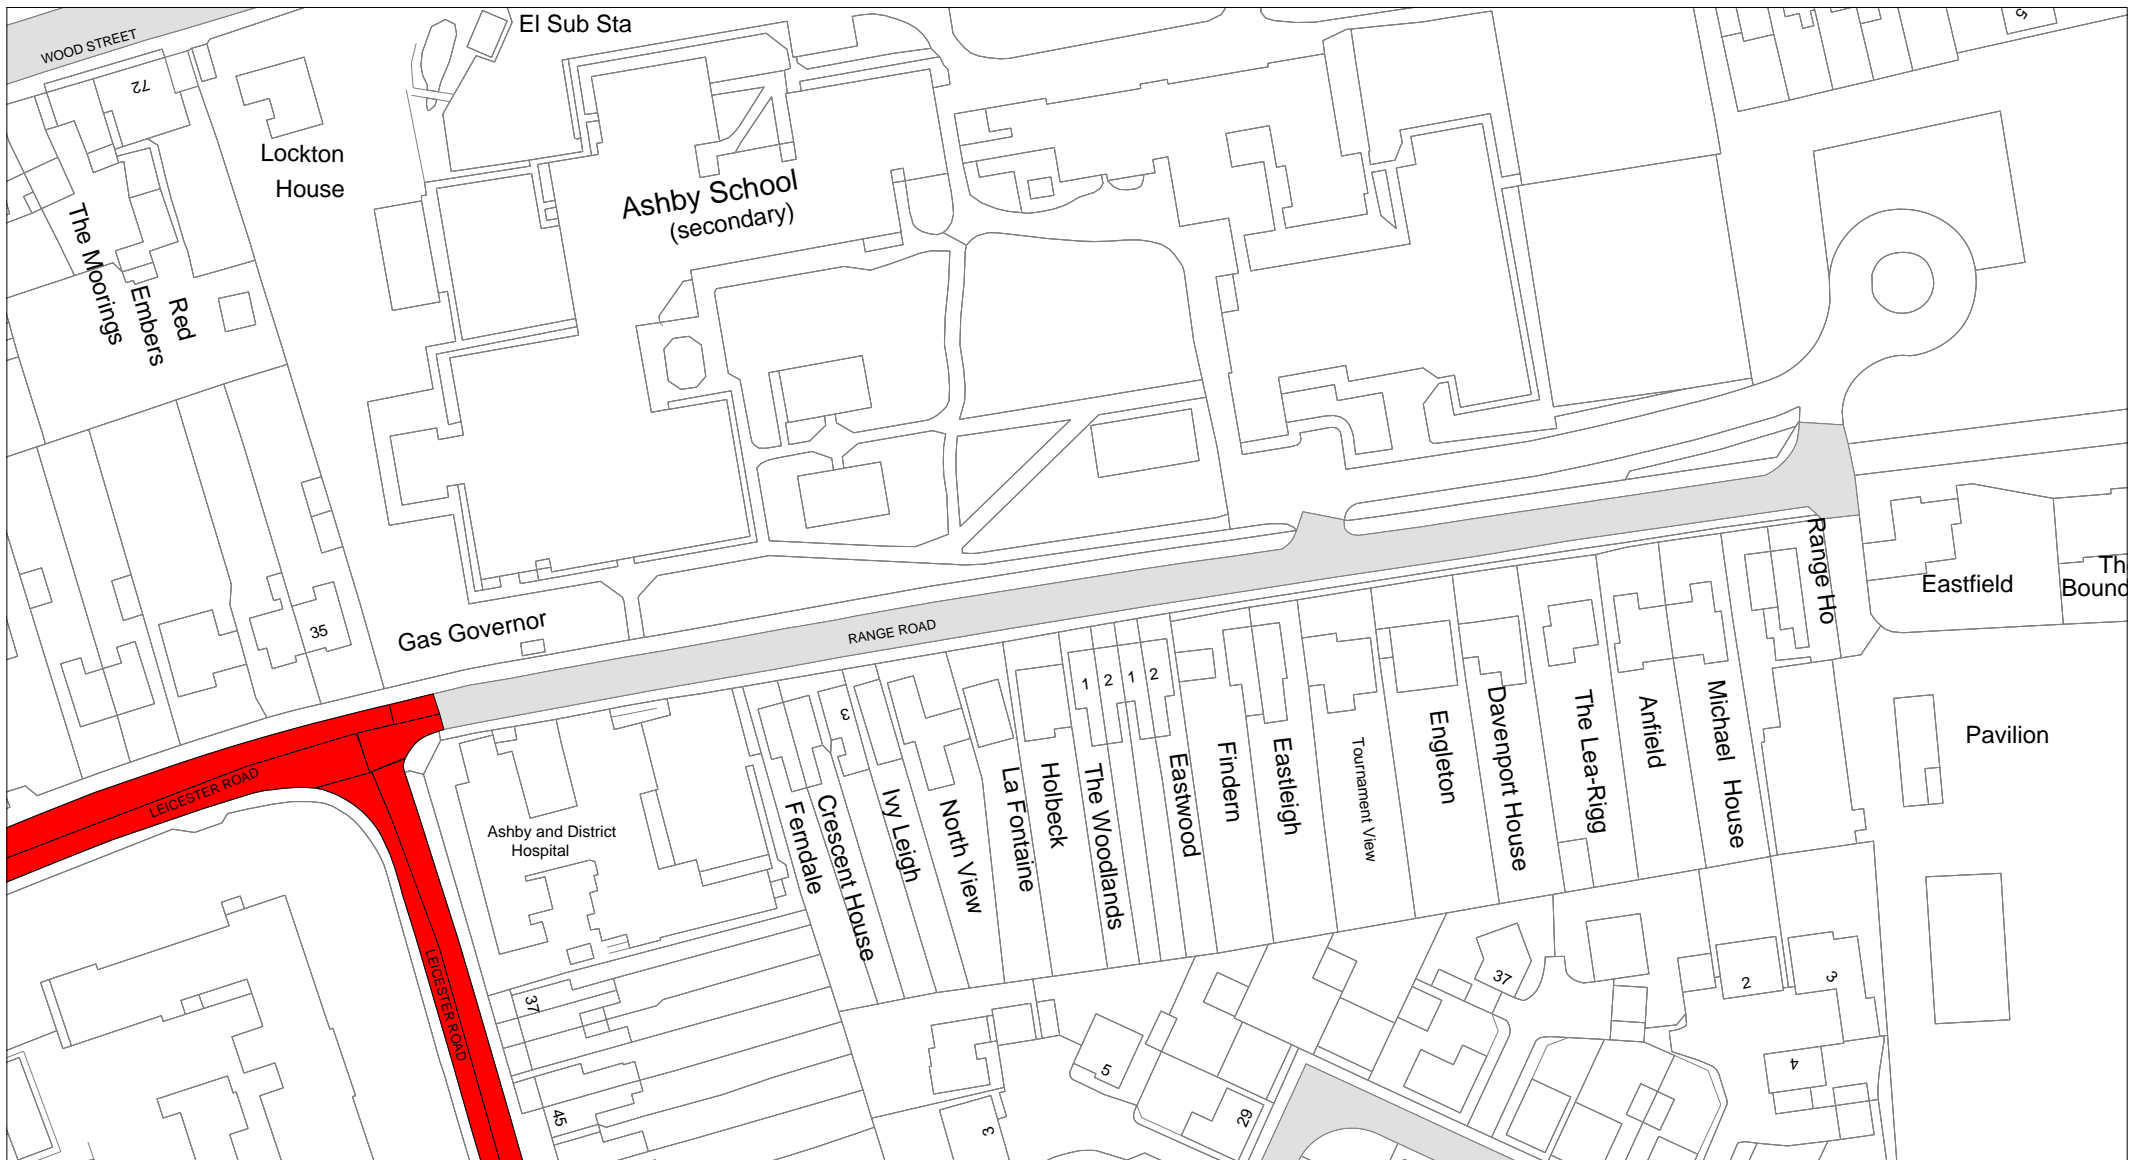 El Sub Sta
WOOD STREET
5
72
Lockton
House
Ashby School
(secondary)
The Moorings
Red
Embers
35
Gas Governor
RANGE ROAD
Range Ho
Eastfield
Th
Bound
Pavilion
LEICESTER ROAD
LEICESTER ROAD
Ashby and District
Hospital
Ferndale
3
Crescent House
Ivy Leigh
North View
La Fontaine
Holbeck
1
2
1
2
The Woodlands
Eastwood
Findern
Eastleigh
Tournament View
Engleton
Davenport House
The Lea-Rigg
Anfield
Michael House
37
45
37
2
3
4
5
29
3